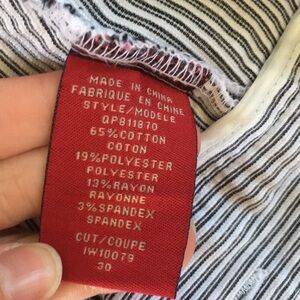 MADE IN CHINA
FABRIQUE EN CHINE
STYLE/MODELE
QP811870
65%COTTON
COTON
19%POLYESTER
POLYESTER
13%RAYON
RAYONNE
3%SPANDEX
SPANDEX
CUT/COUPE
IW10079
30